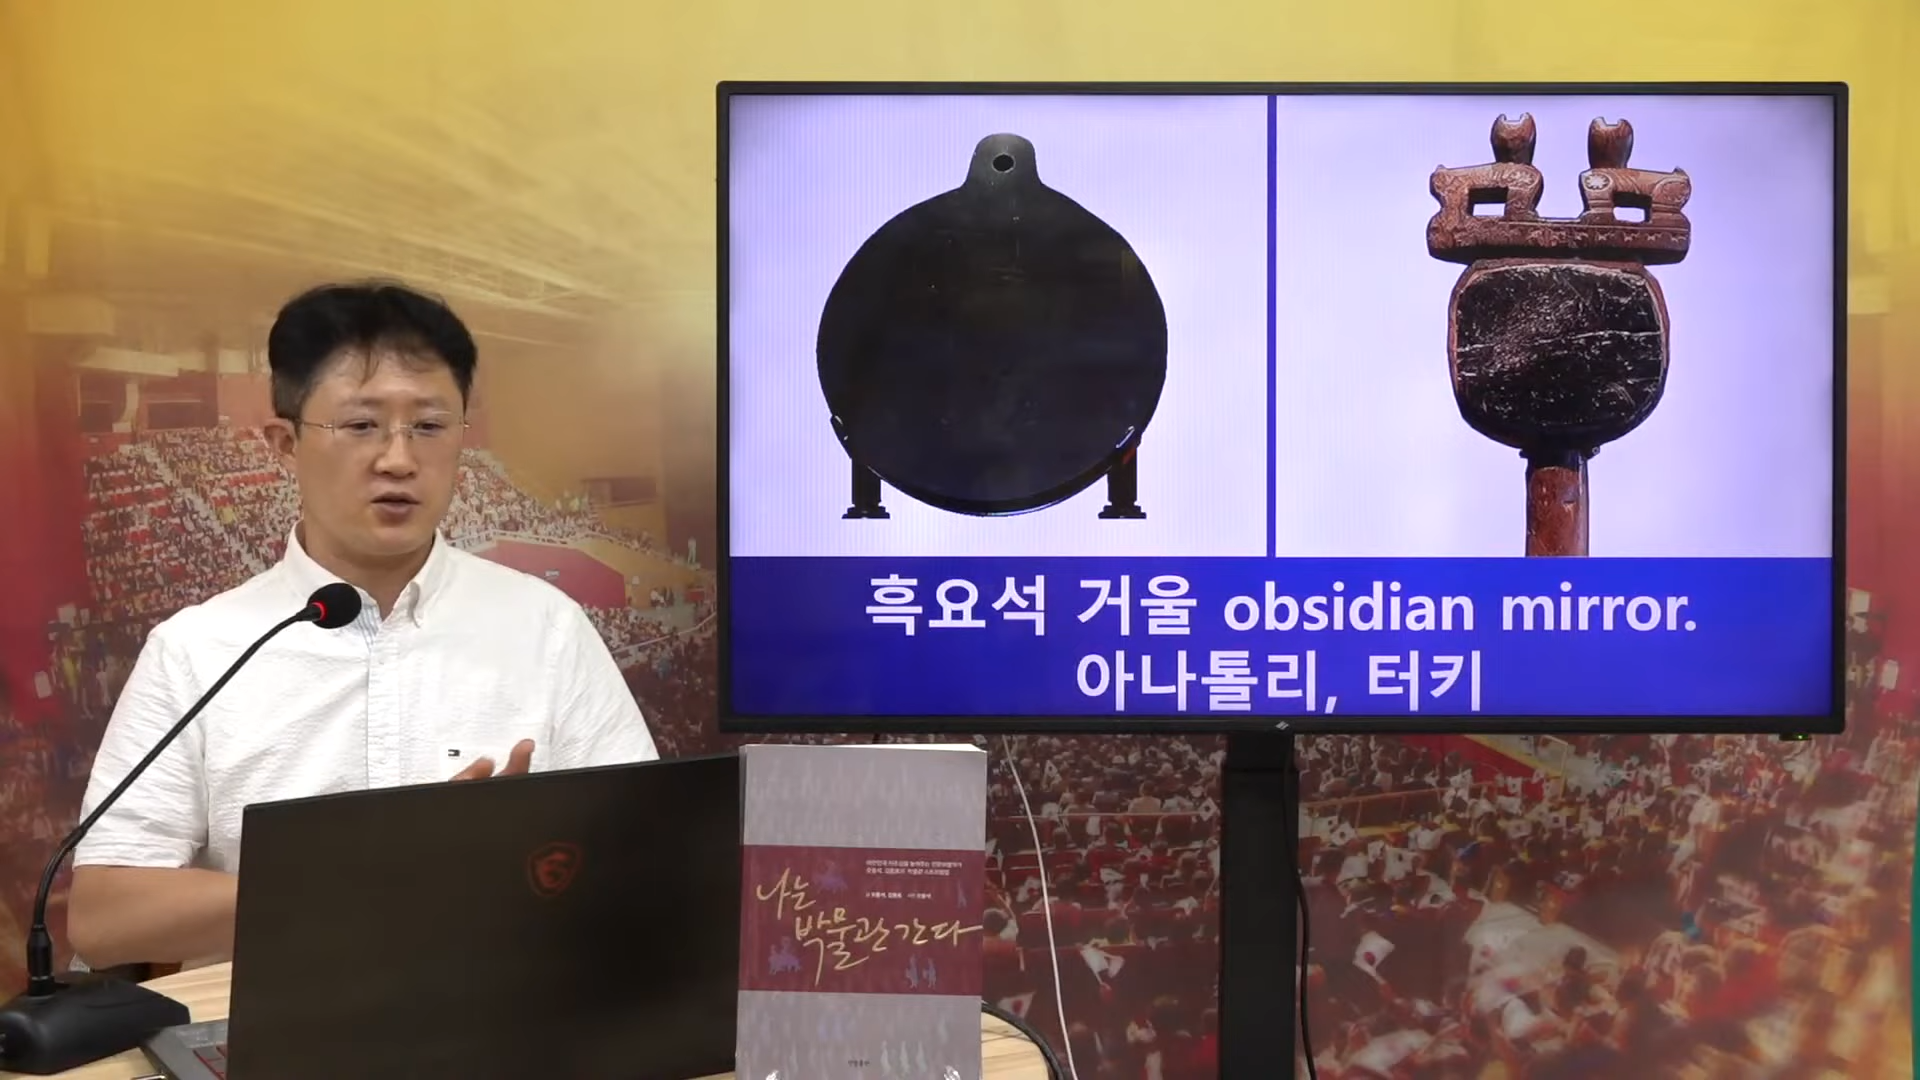 흑요석 거울 obsidian mirror.
아나톨리, 터키
나는
박물관 간다